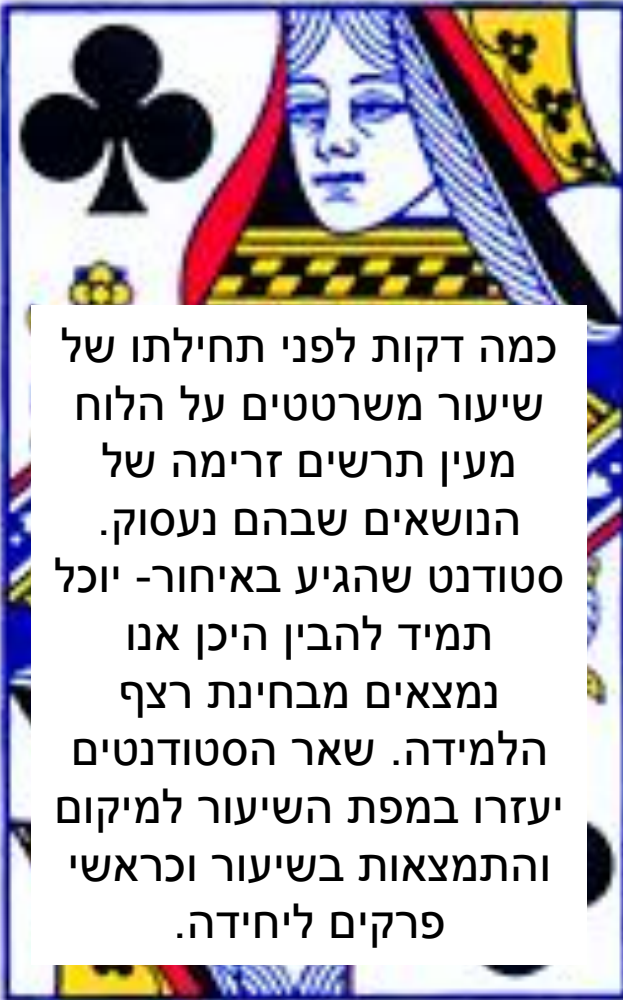 כמה דקות לפני תחילתו של
שיעור משרטטים על הלוח
מעין תרשים זרימה של
הנושאים שבהם נעסוק.
סטודנט שהגיע באיחור- יוכל
תמיד להבין היכן אנו
נמצאים מבחינת רצף
הלמידה. שאר הסטודנטים
יעזרו במפת השיעור למיקום
והתמצאות בשיעור וכראשי
פרקים ליחידה.